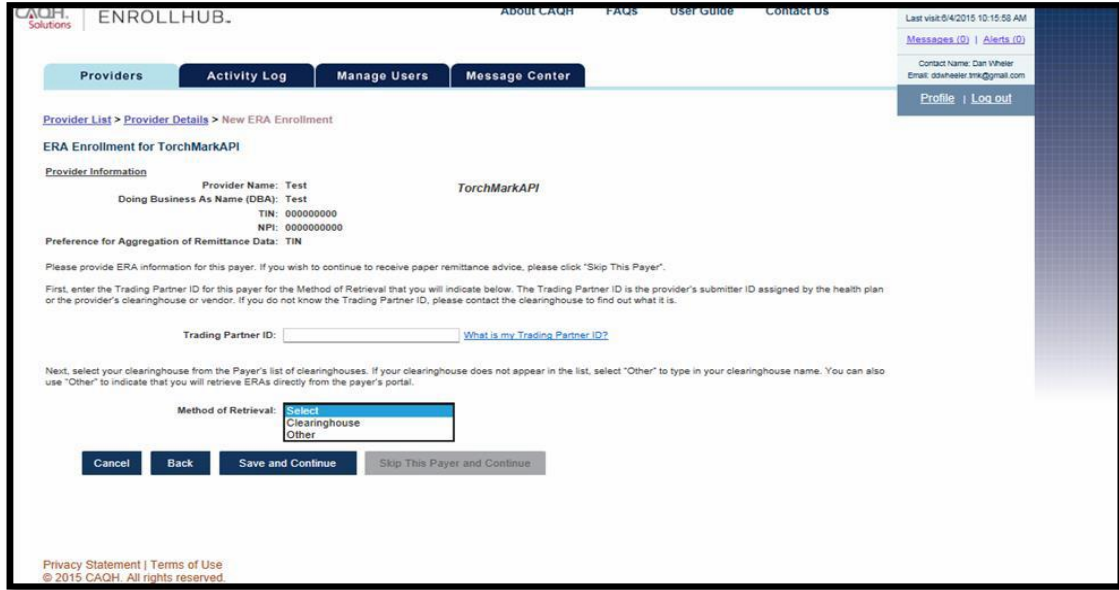 CAQH. ENROLLHUB.
Solutions
About CAQH FAQs User Guide Contact Us
Last visit:6/4/2015 10:15:58 AM
Messages (0) | Alerts (0)
Contact Name: Dan Wheler
Email: ddwheeler.tmk@gmail.com
Profile | Log out
Providers Activity Log Manage Users Message Center
Provider List > Provider Details > New ERA Enrollment
ERA Enrollment for TorchMarkAPI
Provider Information
Provider Name: Test
TorchMarkAPI
Doing Business As Name (DBA): Test
TIN: 000000000
NPI: 0000000000
Preference for Aggregation of Remittance Data: TIN
Please provide ERA information for this payer. If you wish to continue to receive paper remittance advice, please click "Skip This Payer".
First, enter the Trading Partner ID for this payer for the Method of Retrieval that you will indicate below. The Trading Partner ID is the provider's submitter ID assigned by the health plan
or the provider's clearinghouse or vendor. If you do not know the Trading Partner ID, please contact the clearinghouse to find out what it is.
Trading Partner ID: What is my Trading Partner ID?
Next, select your clearinghouse from the Payer's list of clearinghouses. If your clearinghouse does not appear in the list, select "Other" to type in your clearinghouse name. You can also
use "Other" to indicate that you will retrieve ERAs directly from the payer's portal.
Method of Retrieval: Select
Clearinghouse
Other
Cancel Back Save and Continue Skip This Payer and Continue
Privacy Statement | Terms of Use
© 2015 CAQH. All rights reserved.